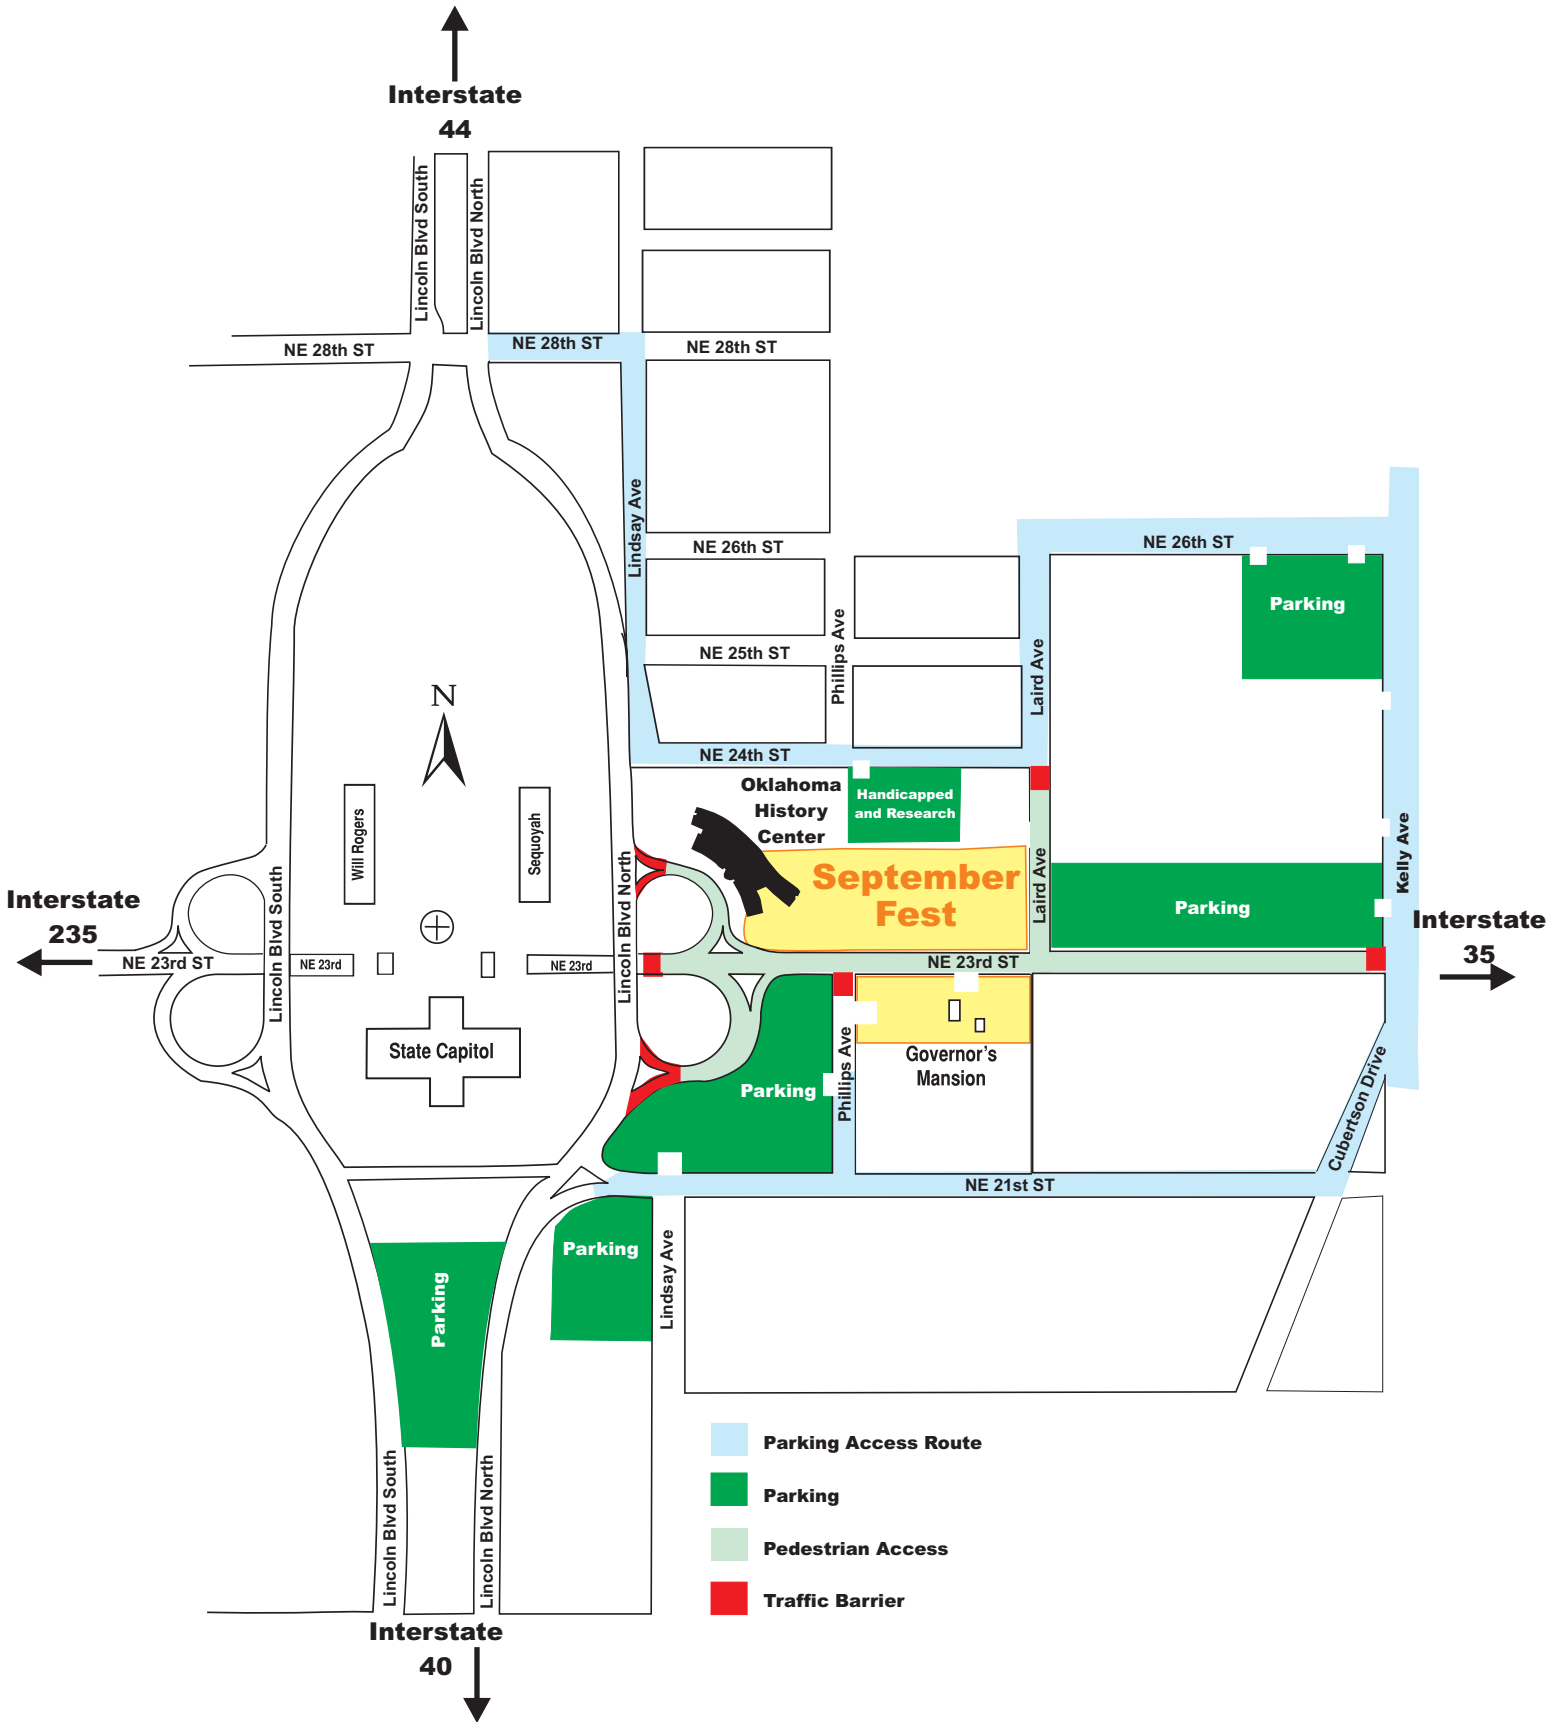 Interstate
44
Lincoln Blvd South
Lincoln Blvd North
NE 28th ST
NE 28th ST
NE 28th ST
Lindsay Ave
NE 26th ST
NE 26th ST
Parking
Phillips Ave
Laird Ave
NE 25th ST
N
NE 24th ST
Oklahoma
History
Center
Handicapped
and Research
Will Rogers
Sequoyah
Lincoln Blvd South
Lincoln Blvd North
September
Fest
Laird Ave
Parking
Kelly Ave
Interstate
235
Interstate
35
NE 23rd ST
NE 23rd
NE 23rd
NE 23rd ST
State Capitol
Parking
Phillips Ave
Governor's
Mansion
Cubertson Drive
NE 21st ST
Parking
Parking
Lindsay Ave
Lincoln Blvd South
Lincoln Blvd North
Parking Access Route
Parking
Pedestrian Access
Traffic Barrier
Interstate
40